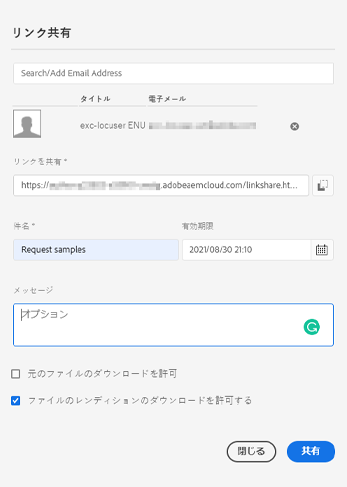 リンク共有
Search/Add Email Address
タイトル 電子メール
exc-locuser ENU
リンクを共有 *
https:// .adobeaemcloud.com/linkshare.ht...
件名 * 有効期限
Request samples 2021/08/30 21:10
メッセージ
オプション
元のファイルのダウンロードを許可
ファイルのレンディションのダウンロードを許可する
閉じる 共有